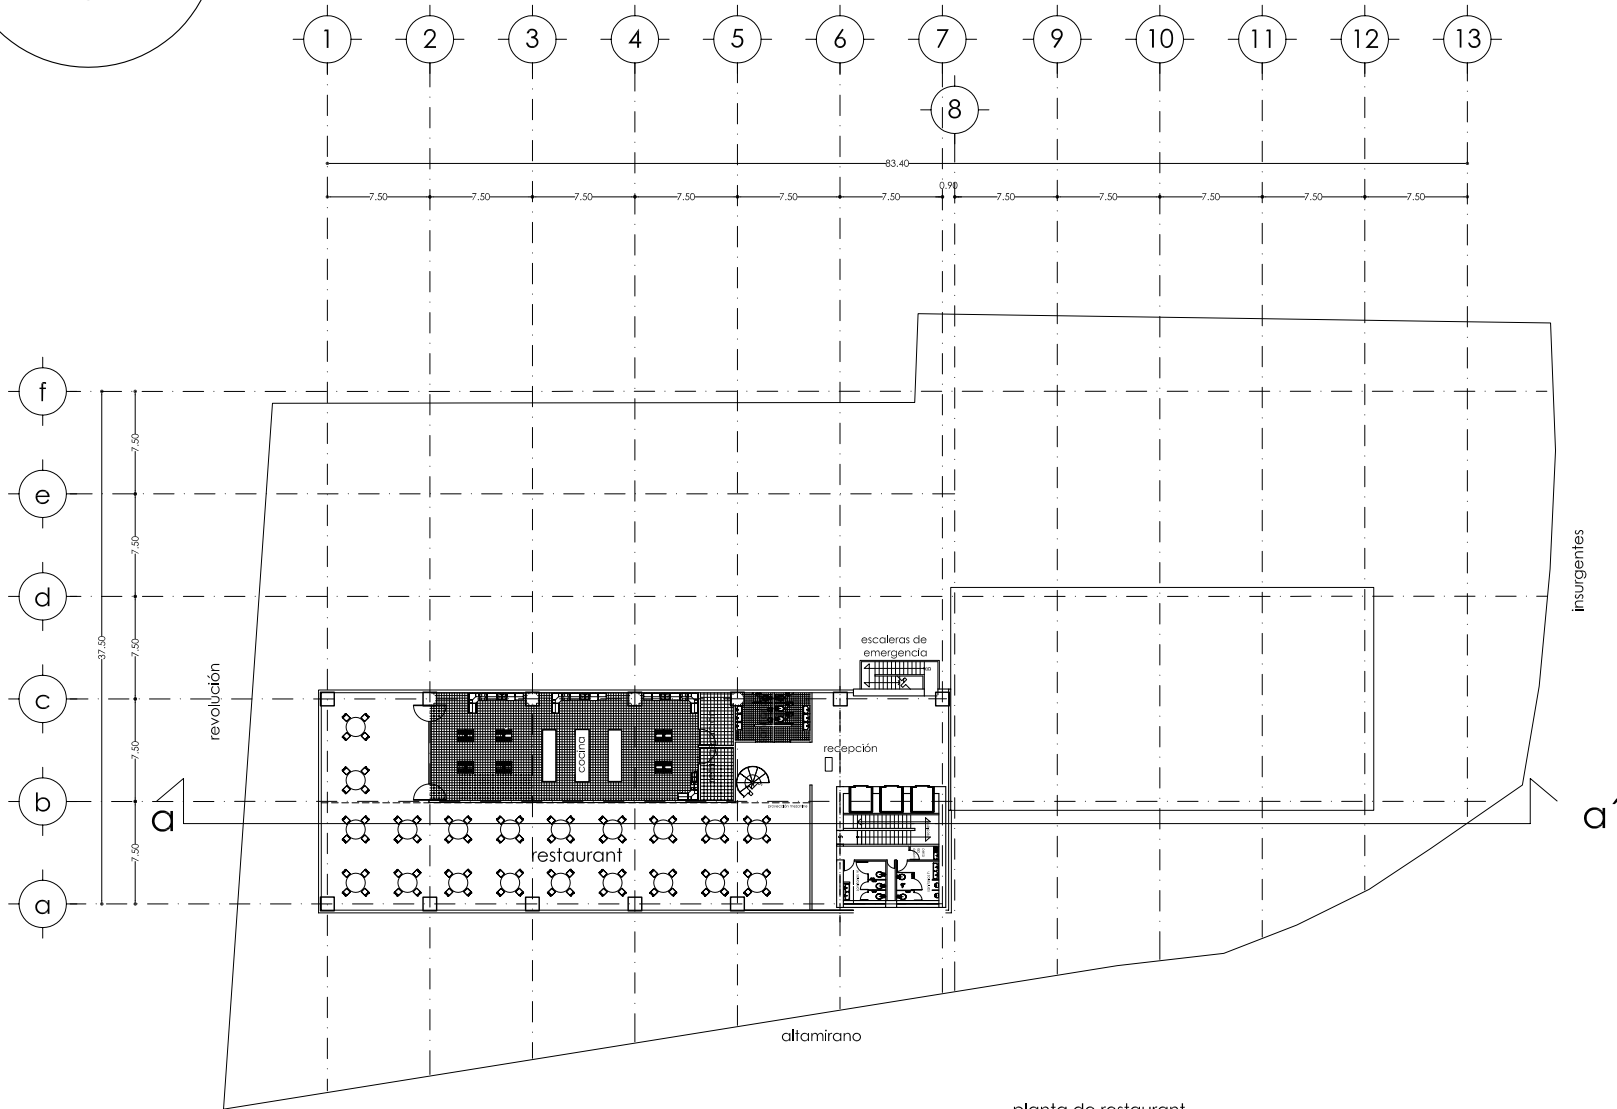 1 2 3 4 5 6 7 9 10 11 12 13
8
83.40
0.90
7.50 7.50 7.50 7.50 7.50 7.50 7.50 7.50 7.50 7.50 7.50
f
7.50
e
7.50
insurgentes
d
7.50
37.50
escaleras de
emergencía
revolución
c
7.50
cocina
recepción
b
a
a´
7.50
restaurant
a
altamirano
planta de restaurant